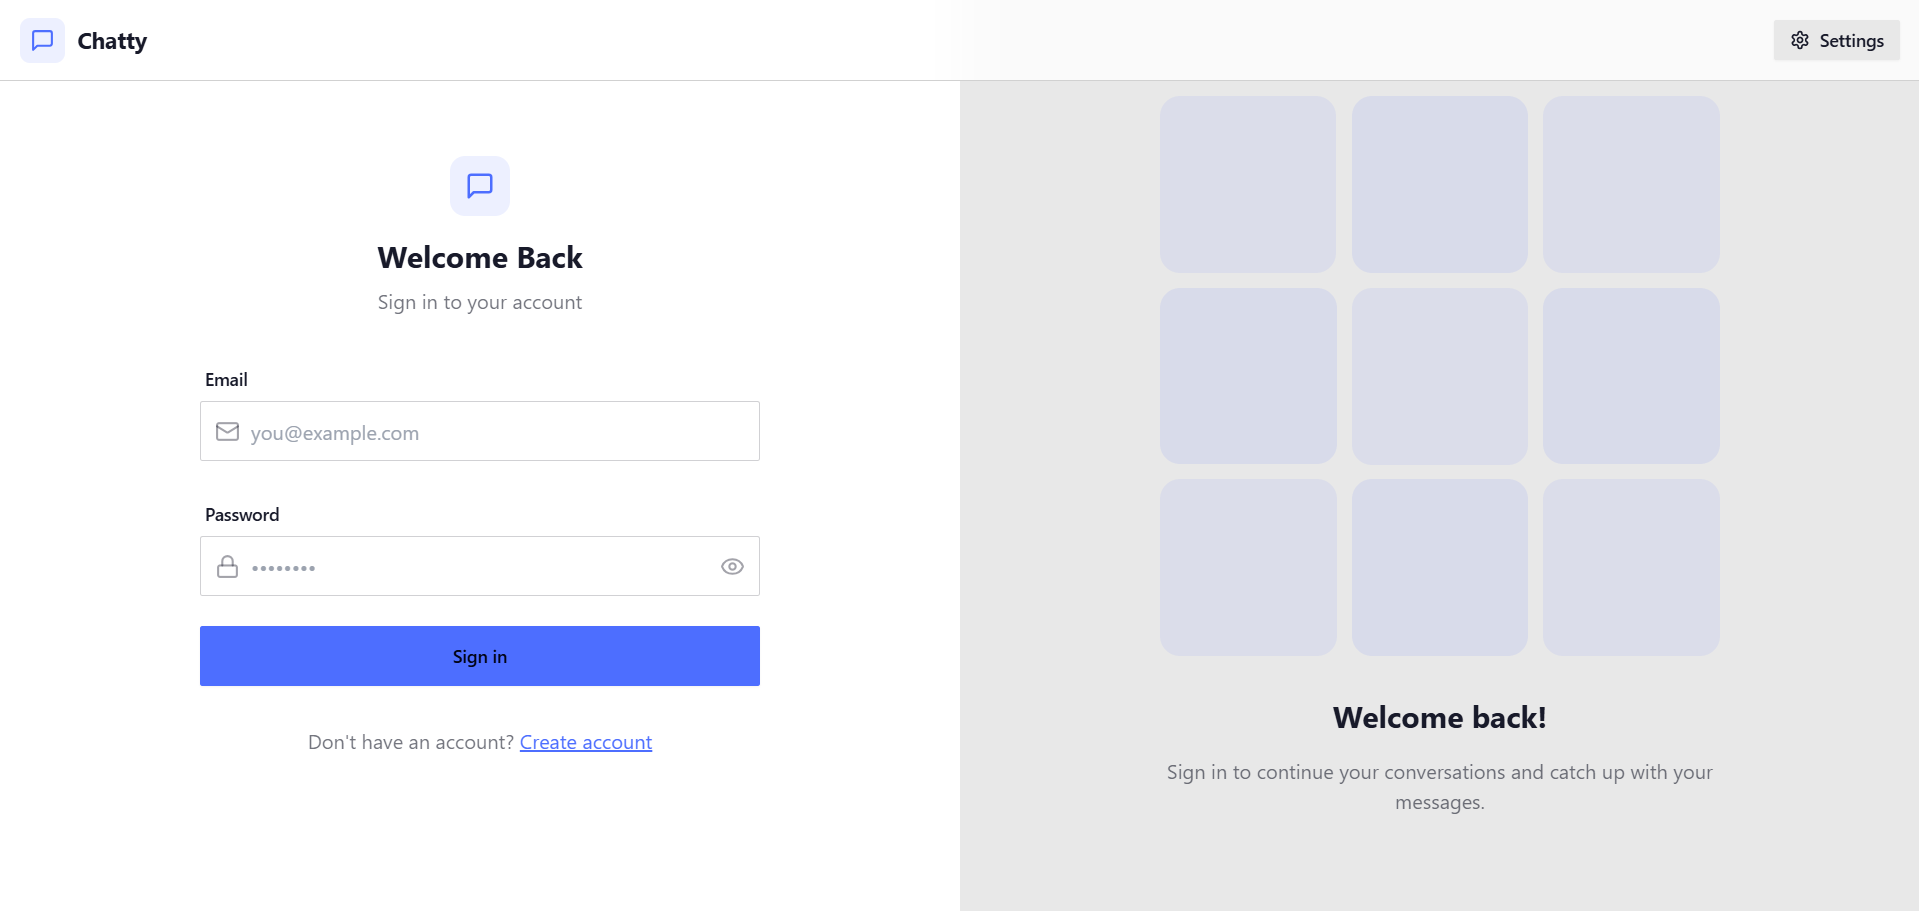 Chatty
Settings
Welcome Back
Sign in to your account
Email
you@example.com
Password
••••••••
Sign in
Don't have an account? Create account
Welcome back!
Sign in to continue your conversations and catch up with your
messages.